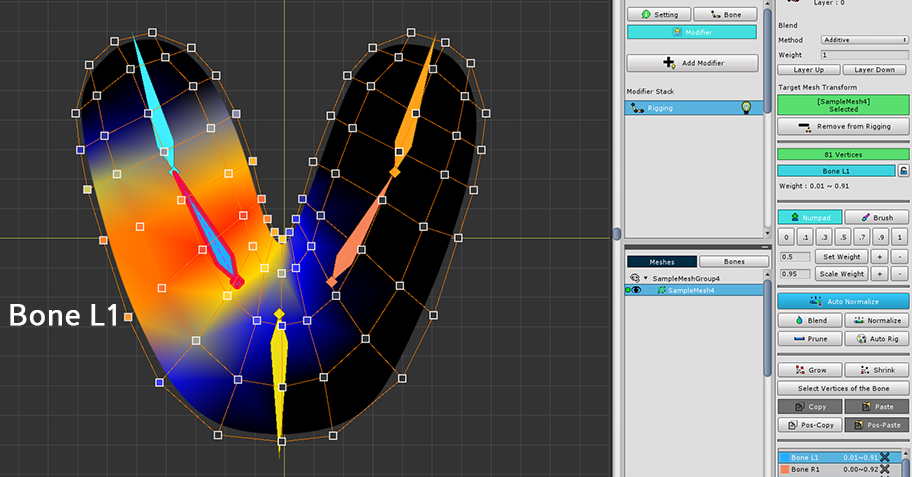 Bone L1
Setting
Bone
Modifier
Add Modifier
Modifier Stack
Rigging
Meshes
Bones
SampleMeshGroup4
SampleMesh4
Layer : 0
Blend
Method
Additive
Weight
1
Layer Up
Layer Down
Target Mesh Transform
[SampleMesh4]
Selected
Remove from Rigging
81 Vertices
Bone L1
Weight : 0.01 ~ 0.91
Numpad
Brush
0 .1 .3 .5 .7 .9 1
0.5 Set Weight + -
0.95 Scale Weight + -
Auto Normalize
Blend
Normalize
Prune
Auto Rig
Grow
Shrink
Select Vertices of the Bone
Copy
Paste
Pos-Copy
Pos-Paste
Bone L1 0.01~0.91
Bone R1 0.00~0.92